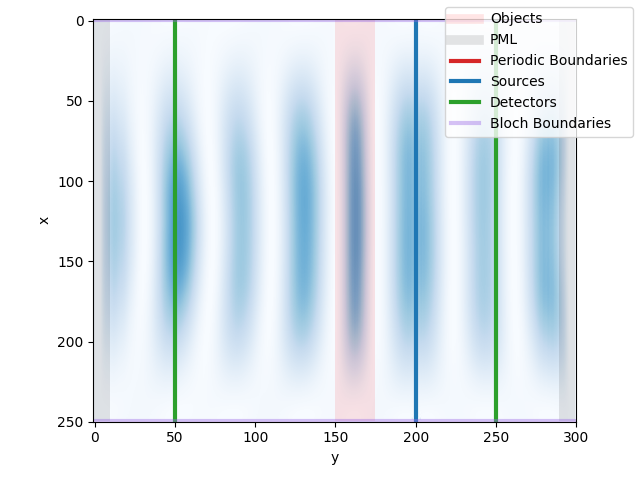 Objects
PML
Periodic Boundaries
Sources
Detectors
Bloch Boundaries
0
50
100
150
200
250
x
0
50
100
150
200
250
300
y